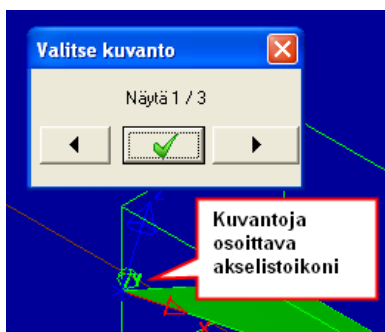 Valitse kuvanto
Näytä 1 / 3
Kuvantoja
osoittava
akselistoikoni
y
x